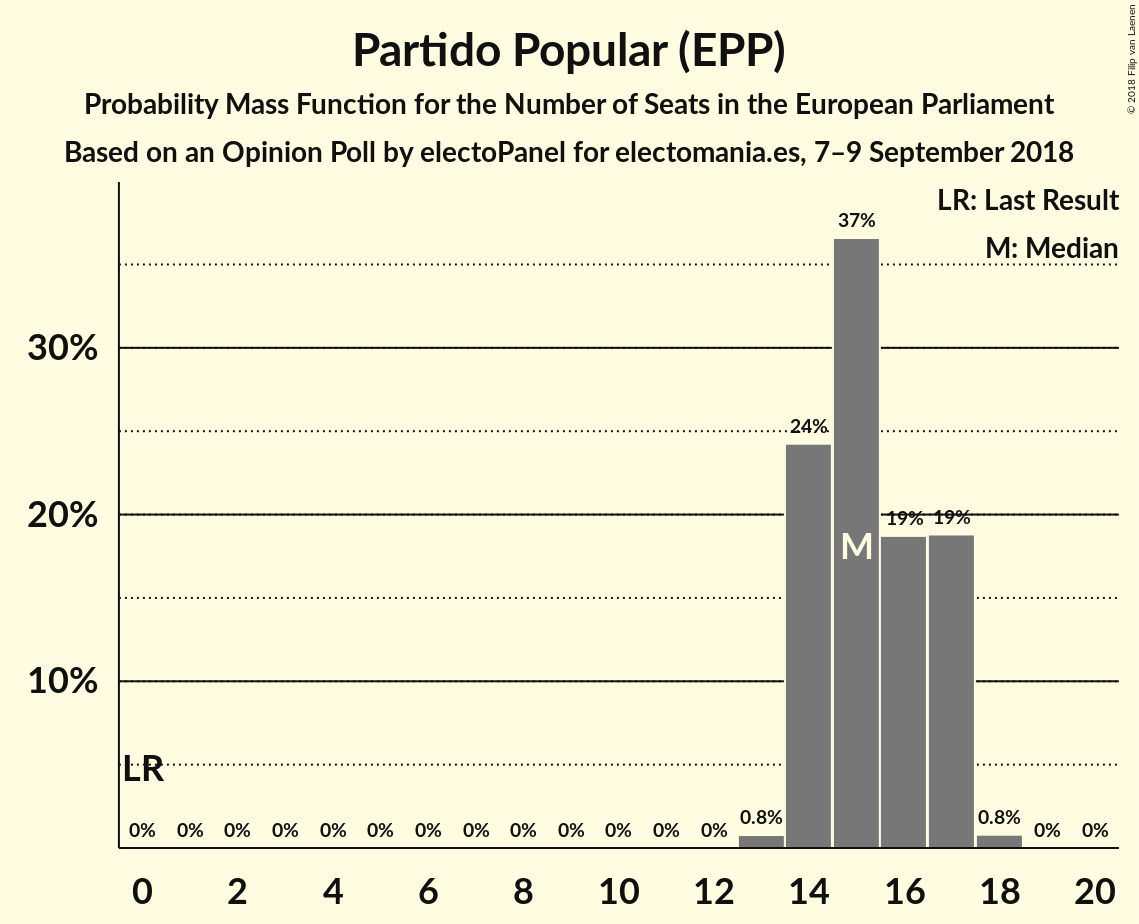 Partido Popular (EPP)
Probability Mass Function for the Number of Seats in the European Parliament
Based on an Opinion Poll by electoPanel for electomania.es, 7–9 September 2018
© 2018 Filip van Laenen
LR: Last Result
M: Median
30%
20%
10%
LR
M
0% 0% 0% 0% 0% 0% 0% 0% 0% 0% 0% 0% 0% 0.8% 24% 37% 19% 19% 0.8% 0% 0%
0 2 4 6 8 10 12 14 16 18 20